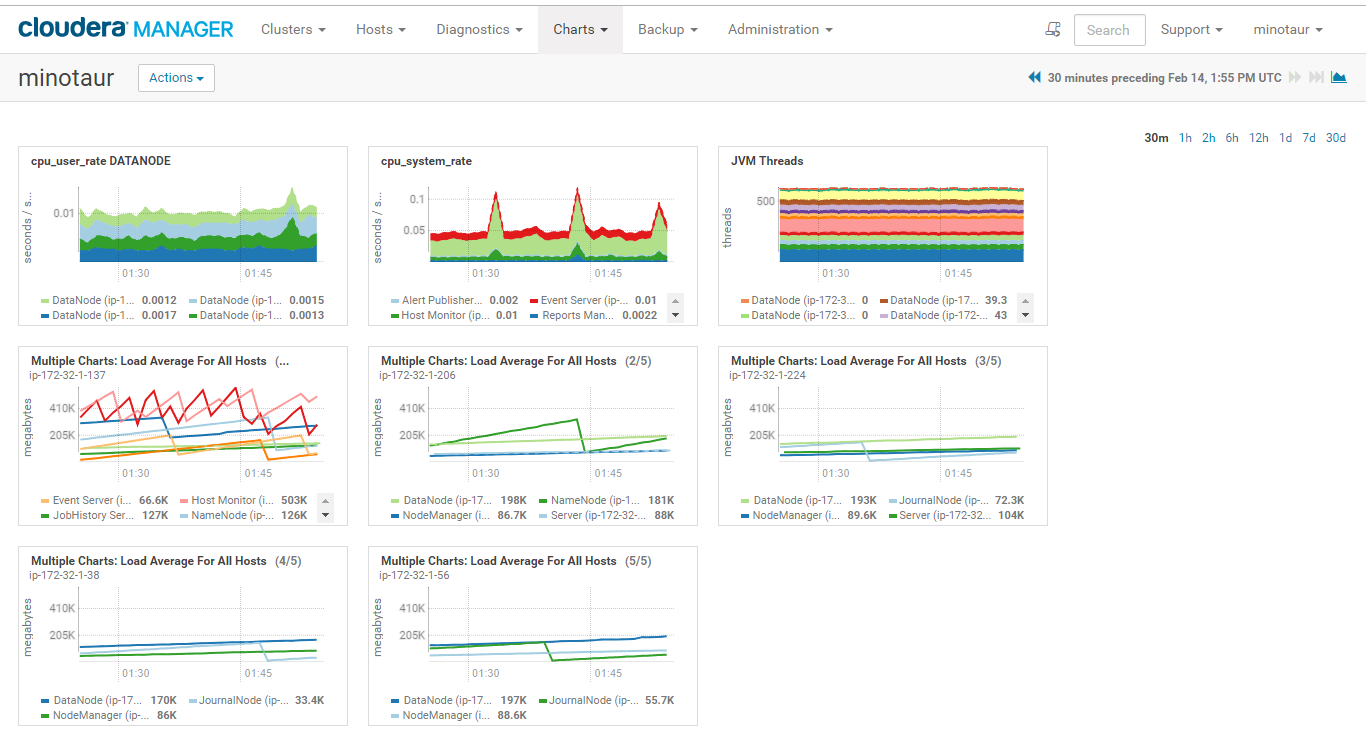 cloudera MANAGER Clusters Hosts Diagnostics Charts Backup Administration Search Support minotaur
minotaur Actions 30 minutes preceding Feb 14, 1:55 PM UTC
30m 1h 2h 6h 12h 1d 7d 30d
cpu_user_rate DATANODE
seconds / s...
0.01
01:30 01:45
DataNode (ip-1... 0.0012 DataNode (ip-1... 0.0015
DataNode (ip-1... 0.0017 DataNode (ip-1... 0.0013
cpu_system_rate
seconds / s...
0.1
0.05
01:30 01:45
Alert Publisher... 0.002 Event Server (ip-... 0.01
Host Monitor (ip... 0.01 Reports Man... 0.0022
JVM Threads
threads
500
01:30 01:45
DataNode (ip-172-3... 0 DataNode (ip-17... 39.3
DataNode (ip-172-3... 0 DataNode (ip-172-... 43
Multiple Charts: Load Average For All Hosts (...
ip-172-32-1-137
megabytes
410K
205K
01:30 01:45
Event Server (i... 66.6K Host Monitor (i... 503K
JobHistory Ser... 127K NameNode (ip-... 126K
Multiple Charts: Load Average For All Hosts (2/5)
ip-172-32-1-206
megabytes
410K
205K
01:30 01:45
DataNode (ip-17... 198K NameNode (ip-1... 181K
NodeManager (i... 86.7K Server (ip-172-32-... 88K
Multiple Charts: Load Average For All Hosts (3/5)
ip-172-32-1-224
megabytes
410K
205K
01:30 01:45
DataNode (ip-17... 193K JournalNode (ip-... 72.3K
NodeManager (i... 89.6K Server (ip-172-32... 104K
Multiple Charts: Load Average For All Hosts (4/5)
ip-172-32-1-38
megabytes
410K
205K
01:30 01:45
DataNode (ip-17... 170K JournalNode (ip-... 33.4K
NodeManager (ip-... 86K
Multiple Charts: Load Average For All Hosts (5/5)
ip-172-32-1-56
megabytes
410K
205K
01:30 01:45
DataNode (ip-17... 197K JournalNode (ip-... 55.7K
NodeManager (i... 88.6K